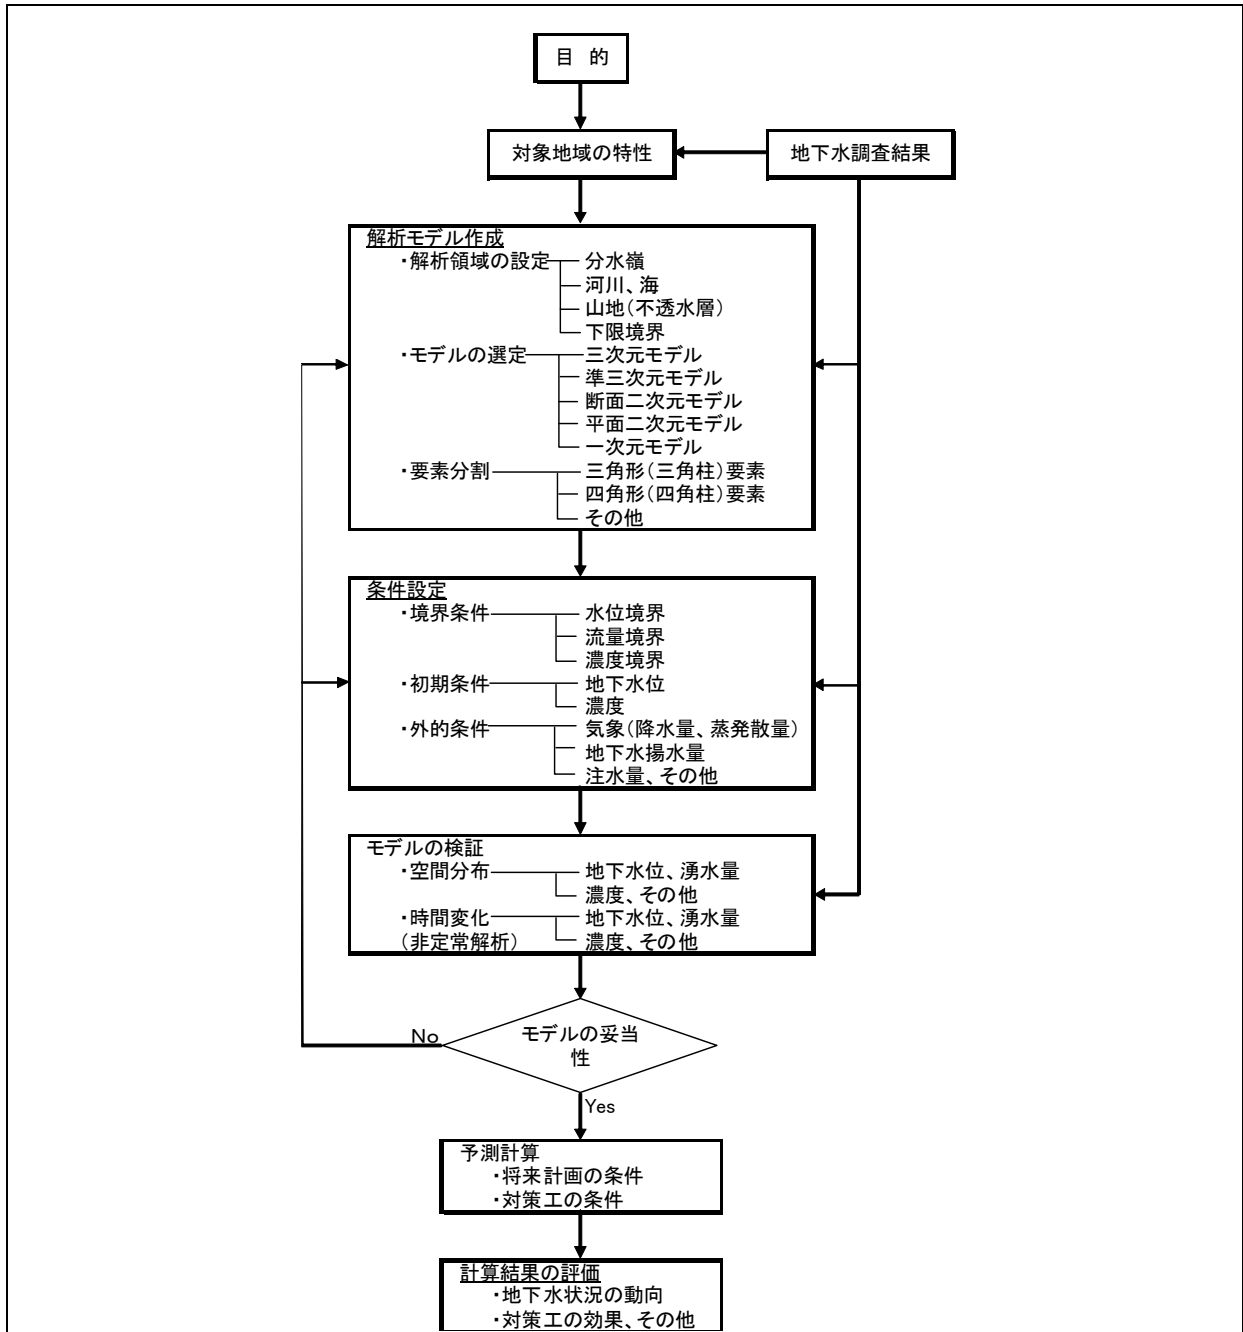 目 的
対象地域の特性 地下水調査結果
解析モデル作成
・解析領域の設定 分水嶺
河川、海
山地(不透水層)
下限境界
・モデルの選定 三次元モデル
準三次元モデル
断面二次元モデル
平面二次元モデル
一次元モデル
・要素分割 三角形(三角柱)要素
四角形(四角柱)要素
その他
条件設定
・境界条件 水位境界
流量境界
濃度境界
・初期条件 地下水位
濃度
・外的条件 気象(降水量、蒸発散量)
地下水揚水量
注水量、その他
モデルの検証
・空間分布 地下水位、湧水量
濃度、その他
・時間変化 地下水位、湧水量
(非定常解析) 濃度、その他
モデルの妥当
性
No
Yes
予測計算
・将来計画の条件
・対策工の条件
計算結果の評価
・地下水状況の動向
・対策工の効果、その他